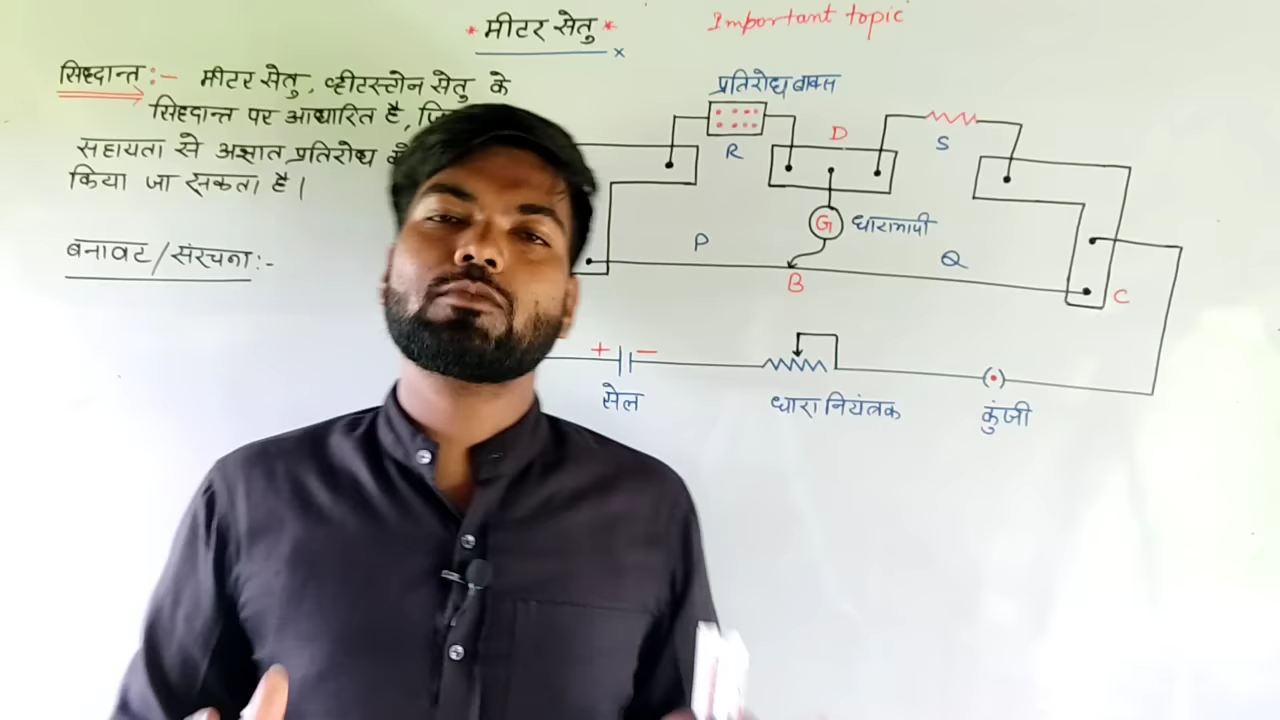 * मीटर सेतु *
Important topic
सिद्धान्त :- मीटर सेतु, व्हीटस्टोन सेतु के
सिद्धान्त पर आधारित है,
सहायता से अज्ञात प्रतिरोध
किया जा सकता है।
बनावट/संरचना:-
प्रतिरोध बाक्स
R
D
S
G धारामापी
P
Q
B
C
+ -
सेल
धारा नियंत्रक
कुंजी